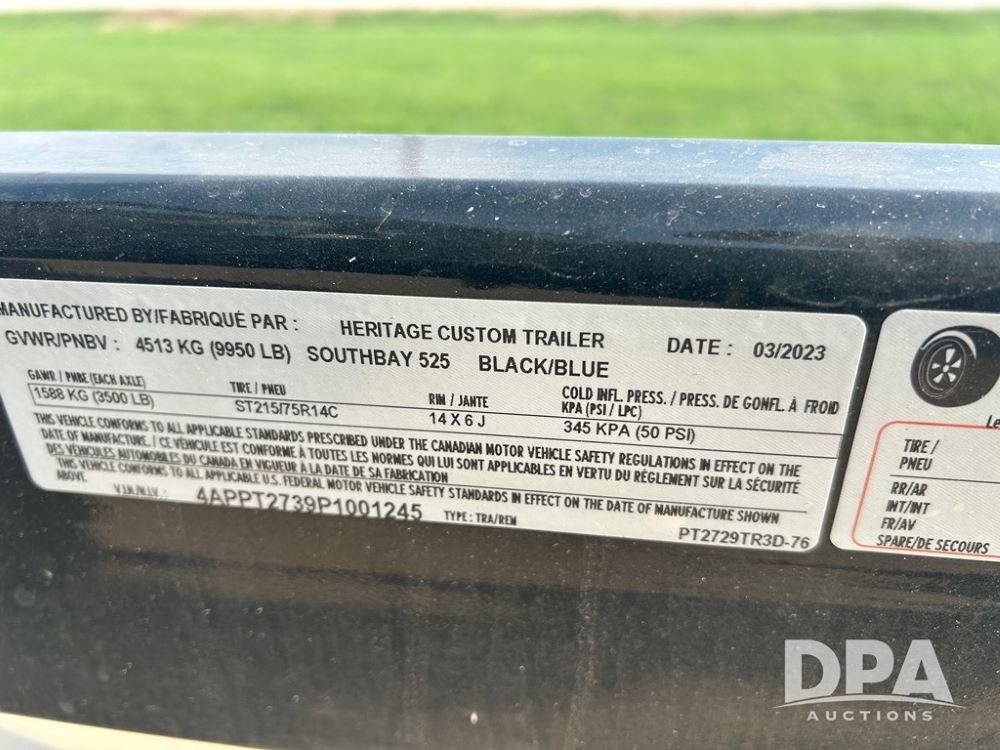 MANUFACTURED BY/FABRIQUÉ PAR : HERITAGE CUSTOM TRAILER DATE : 03/2023
GVWR/PNBV : 4513 KG (9950 LB) SOUTHBAY 525 BLACK/BLUE
GAWR / PNBE (EACH AXLE) TIRE / PNEU RIM / JANTE COLD INFL. PRESS. / PRESS. DE GONFL. À FROID
KPA (PSI / LPC)
1588 KG (3500 LB) ST215/75R14C 14 X 6 J 345 KPA (50 PSI)
THIS VEHICLE CONFORMS TO ALL APPLICABLE STANDARDS PRESCRIBED UNDER THE CANADIAN MOTOR VEHICLE SAFETY REGULATIONS IN EFFECT ON THE
DATE OF MANUFACTURE. / CE VÉHICULE EST CONFORME À TOUTES LES NORMES QUI LUI SONT APPLICABLES EN VERTU DU RÉGLEMENT SUR LA SÉCURITÉ
DES VÉHICULES AUTOMOBILES DU CANADA EN VIGUEUR À LA DATE DE SA FABRICATION
THIS VEHICLE CONFORMS TO ALL APPLICABLE U.S. FEDERAL MOTOR VEHICLE SAFETY STANDARDS IN EFFECT ON THE DATE OF MANUFACTURE SHOWN
ABOVE
V.I.N./N.I.V. : 4APPT2739P1001245 TYPE : TRA/REM PT2729TR3D-76
Le
TIRE /
PNEU
RR/AR
INT/INT
FR/AV
SPARE/DE SECOURS
DPA
AUCTIONS